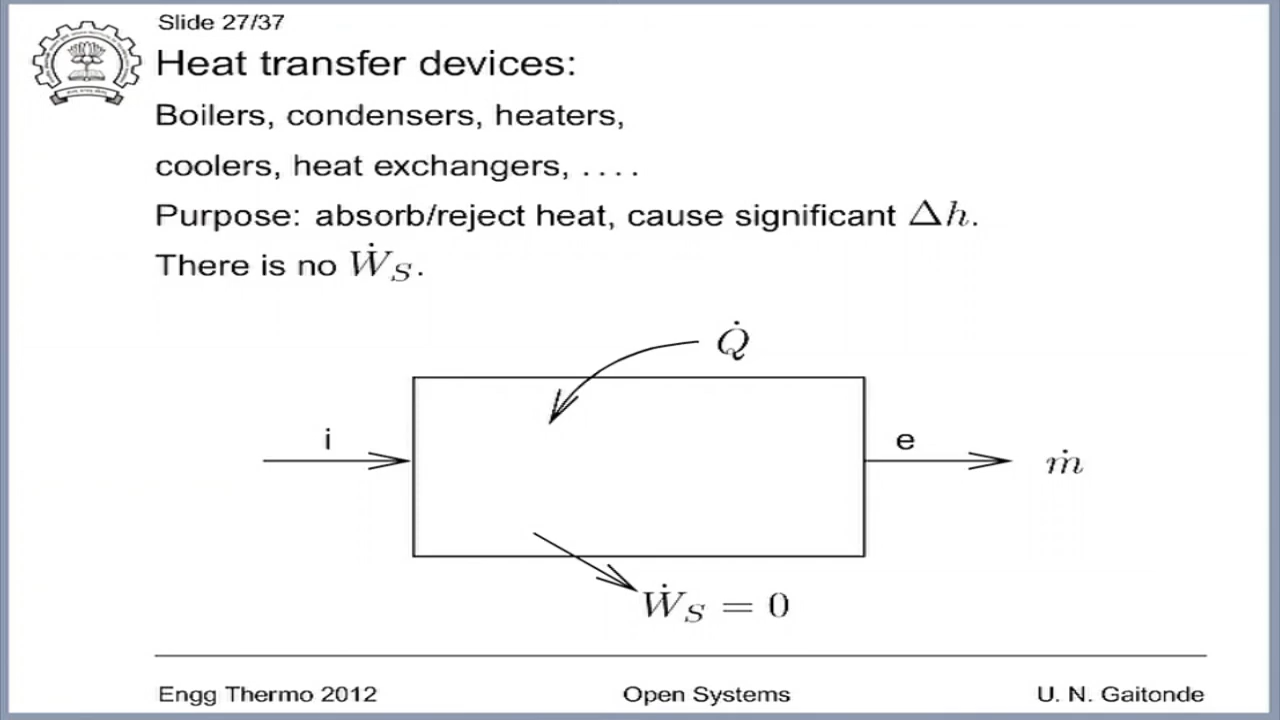 Slide 27/37
Heat transfer devices:
Boilers, condensers, heaters,
coolers, heat exchangers, ....
Purpose: absorb/reject heat, cause significant Δh.
There is no Ẇ_S.
Q̇
i
e
ṁ
Ẇ_S = 0
Engg Thermo 2012
Open Systems
U. N. Gaitonde